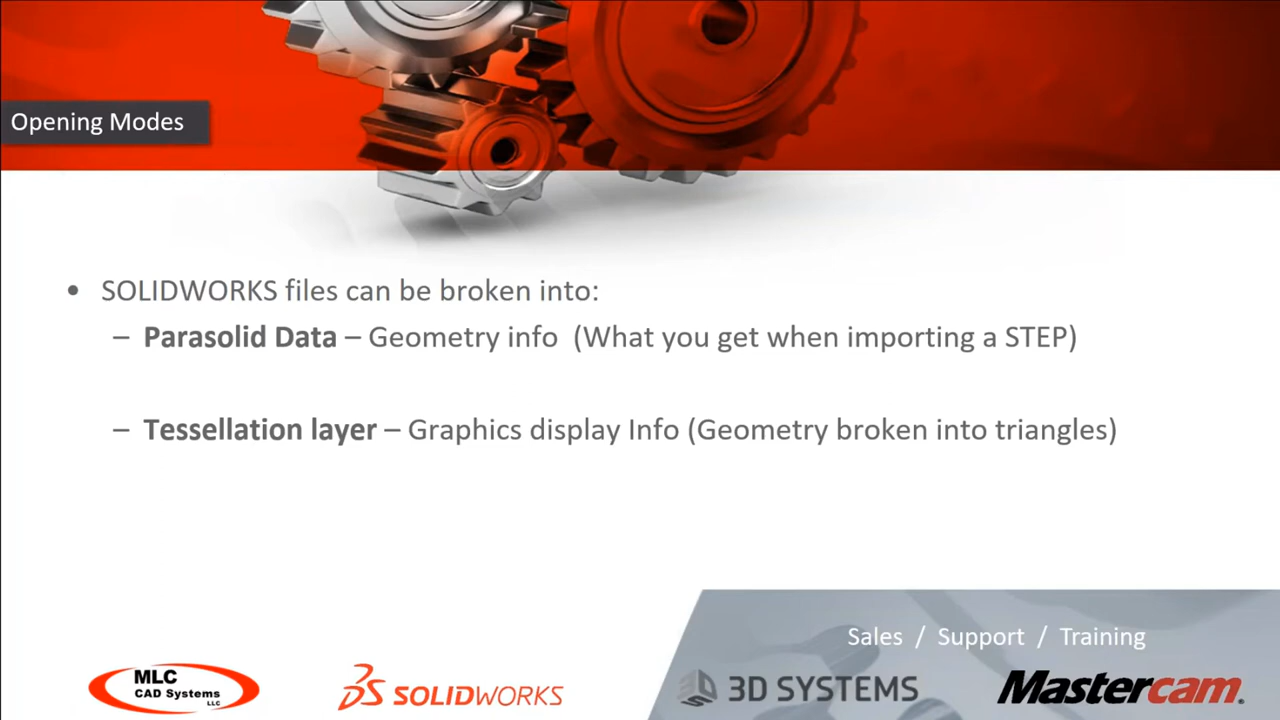 Opening Modes
• SOLIDWORKS files can be broken into:
– Parasolid Data – Geometry info (What you get when importing a STEP)
– Tessellation layer – Graphics display Info (Geometry broken into triangles)
Sales / Support / Training
MLC
CAD Systems
LLC
SOLIDWORKS
3D SYSTEMS
Mastercam.